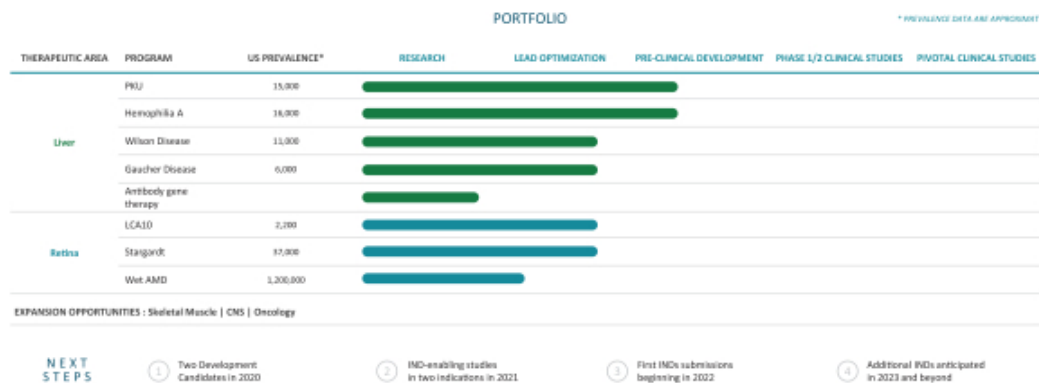 PORTFOLIO
* PREVALENCE DATA ARE APPROXIMAT
THERAPEUTIC AREA PROGRAM US PREVALENCE* RESEARCH LEAD OPTIMIZATION PRE-CLINICAL DEVELOPMENT PHASE 1/2 CLINICAL STUDIES PIVOTAL CLINICAL STUDIES
PKU 15,000
Hemophilia A 16,000
Liver
Wilson Disease 11,000
Gaucher Disease 6,000
Antibody gene
therapy
LCA10 2,200
Retina
Stargardt 37,000
Wet AMD 1,200,000
EXPANSION OPPORTUNITIES : Skeletal Muscle | CNS | Oncology
NEXT
STEPS
1 Two Development
Candidates in 2020
2 IND-enabling studies
in two indications in 2021
3 First INDs submissions
beginning in 2022
4 Additional INDs anticipated
in 2023 and beyond